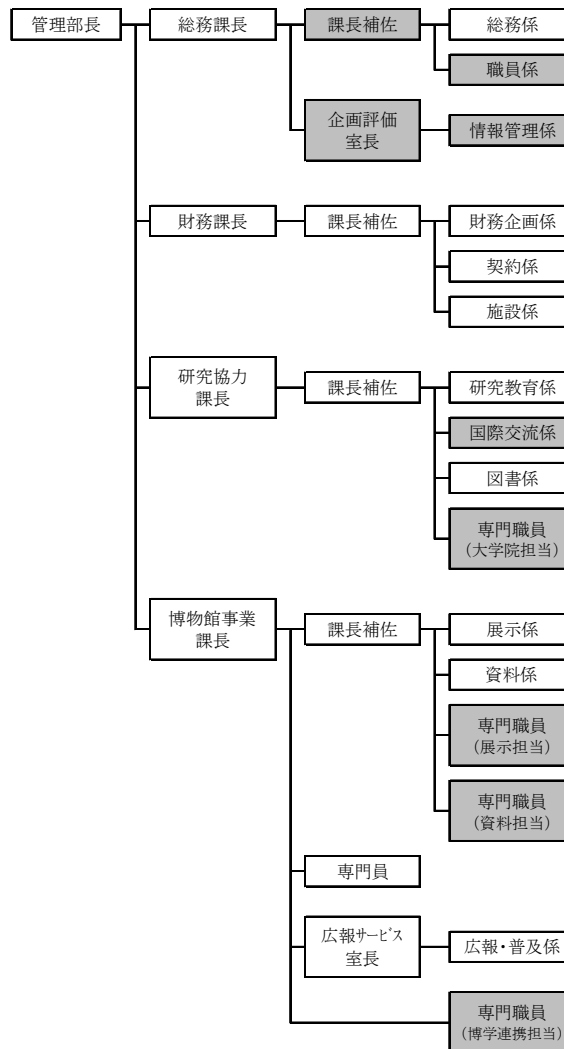 管理部長
総務課長
課長補佐
総務係
職員係
企画評価
室長
情報管理係
財務課長
課長補佐
財務企画係
契約係
施設係
研究協力
課長
課長補佐
研究教育係
国際交流係
図書係
専門職員
(大学院担当)
博物館事業
課長
課長補佐
展示係
資料係
専門職員
(展示担当)
専門職員
(資料担当)
専門員
広報ｻｰﾋﾞｽ
室長
広報・普及係
専門職員
(博学連携担当)